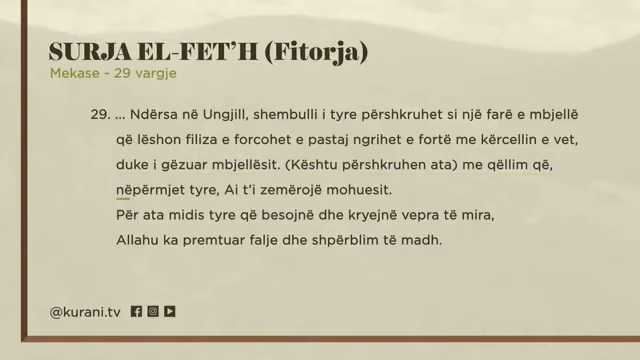 SURJA EL-FET’H (Fitorja)
Mekase - 29 vargje
29. ... Ndërsa në Ungjill, shembulli i tyre përshkruhet si një farë e mbjellë
që lëshon filiza e forcohet e pastaj ngrihet e fortë me kërcellin e vet,
duke i gëzuar mbjellësit. (Kështu përshkruhen ata) me qëllim që,
nëpërmjet tyre, Ai t’i zemërojë mohuesit.
Për ata midis tyre që besojnë dhe kryejnë vepra të mira,
Allahu ka premtuar falje dhe shpërblim të madh.
@kurani.tv